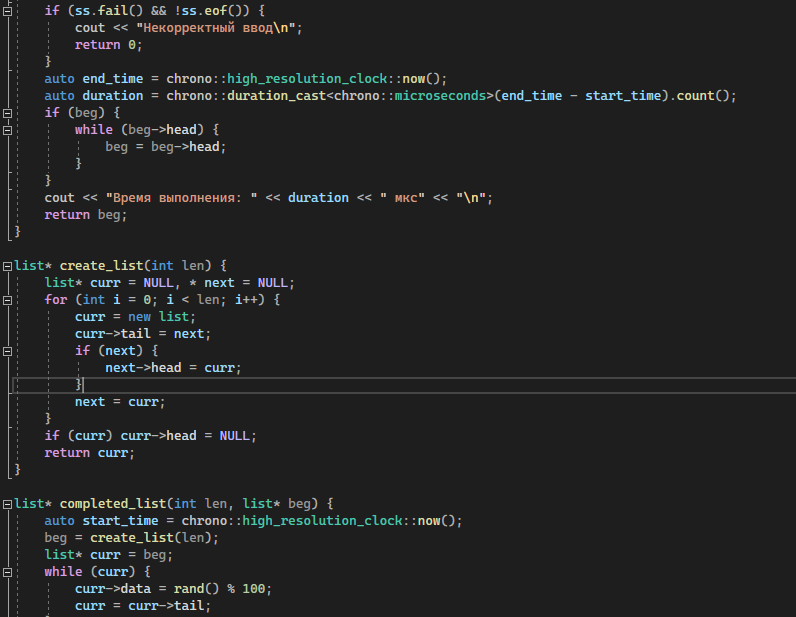 if (ss.fail() && !ss.eof()) {
        cout << "Некорректный ввод\n";
        return 0;
    }
    auto end_time = chrono::high_resolution_clock::now();
    auto duration = chrono::duration_cast<chrono::microseconds>(end_time - start_time).count();
    if (beg) {
        while (beg->head) {
            beg = beg->head;
        }
    }
    cout << "Время выполнения: " << duration << " мкс" << "\n";
    return beg;
}
list* create_list(int len) {
    list* curr = NULL, * next = NULL;
    for (int i = 0; i < len; i++) {
        curr = new list;
        curr->tail = next;
        if (next) {
            next->head = curr;
        }
        next = curr;
    }
    if (curr) curr->head = NULL;
    return curr;
}
list* completed_list(int len, list* beg) {
    auto start_time = chrono::high_resolution_clock::now();
    beg = create_list(len);
    list* curr = beg;
    while (curr) {
        curr->data = rand() % 100;
        curr = curr->tail;